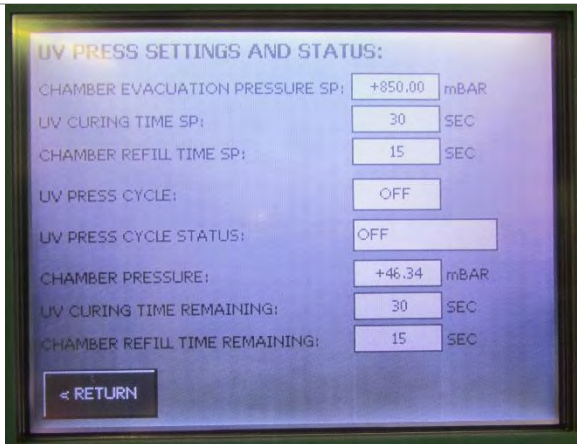 UV PRESS SETTINGS AND STATUS:
CHAMBER EVACUATION PRESSURE SP: +850.00 mBAR
UV CURING TIME SP: 30 SEC
CHAMBER REFILL TIME SP: 15 SEC
UV PRESS CYCLE: OFF
UV PRESS CYCLE STATUS: OFF
CHAMBER PRESSURE: +46.34 mBAR
UV CURING TIME REMAINING: 30 SEC
CHAMBER REFILL TIME REMAINING: 15 SEC
< RETURN